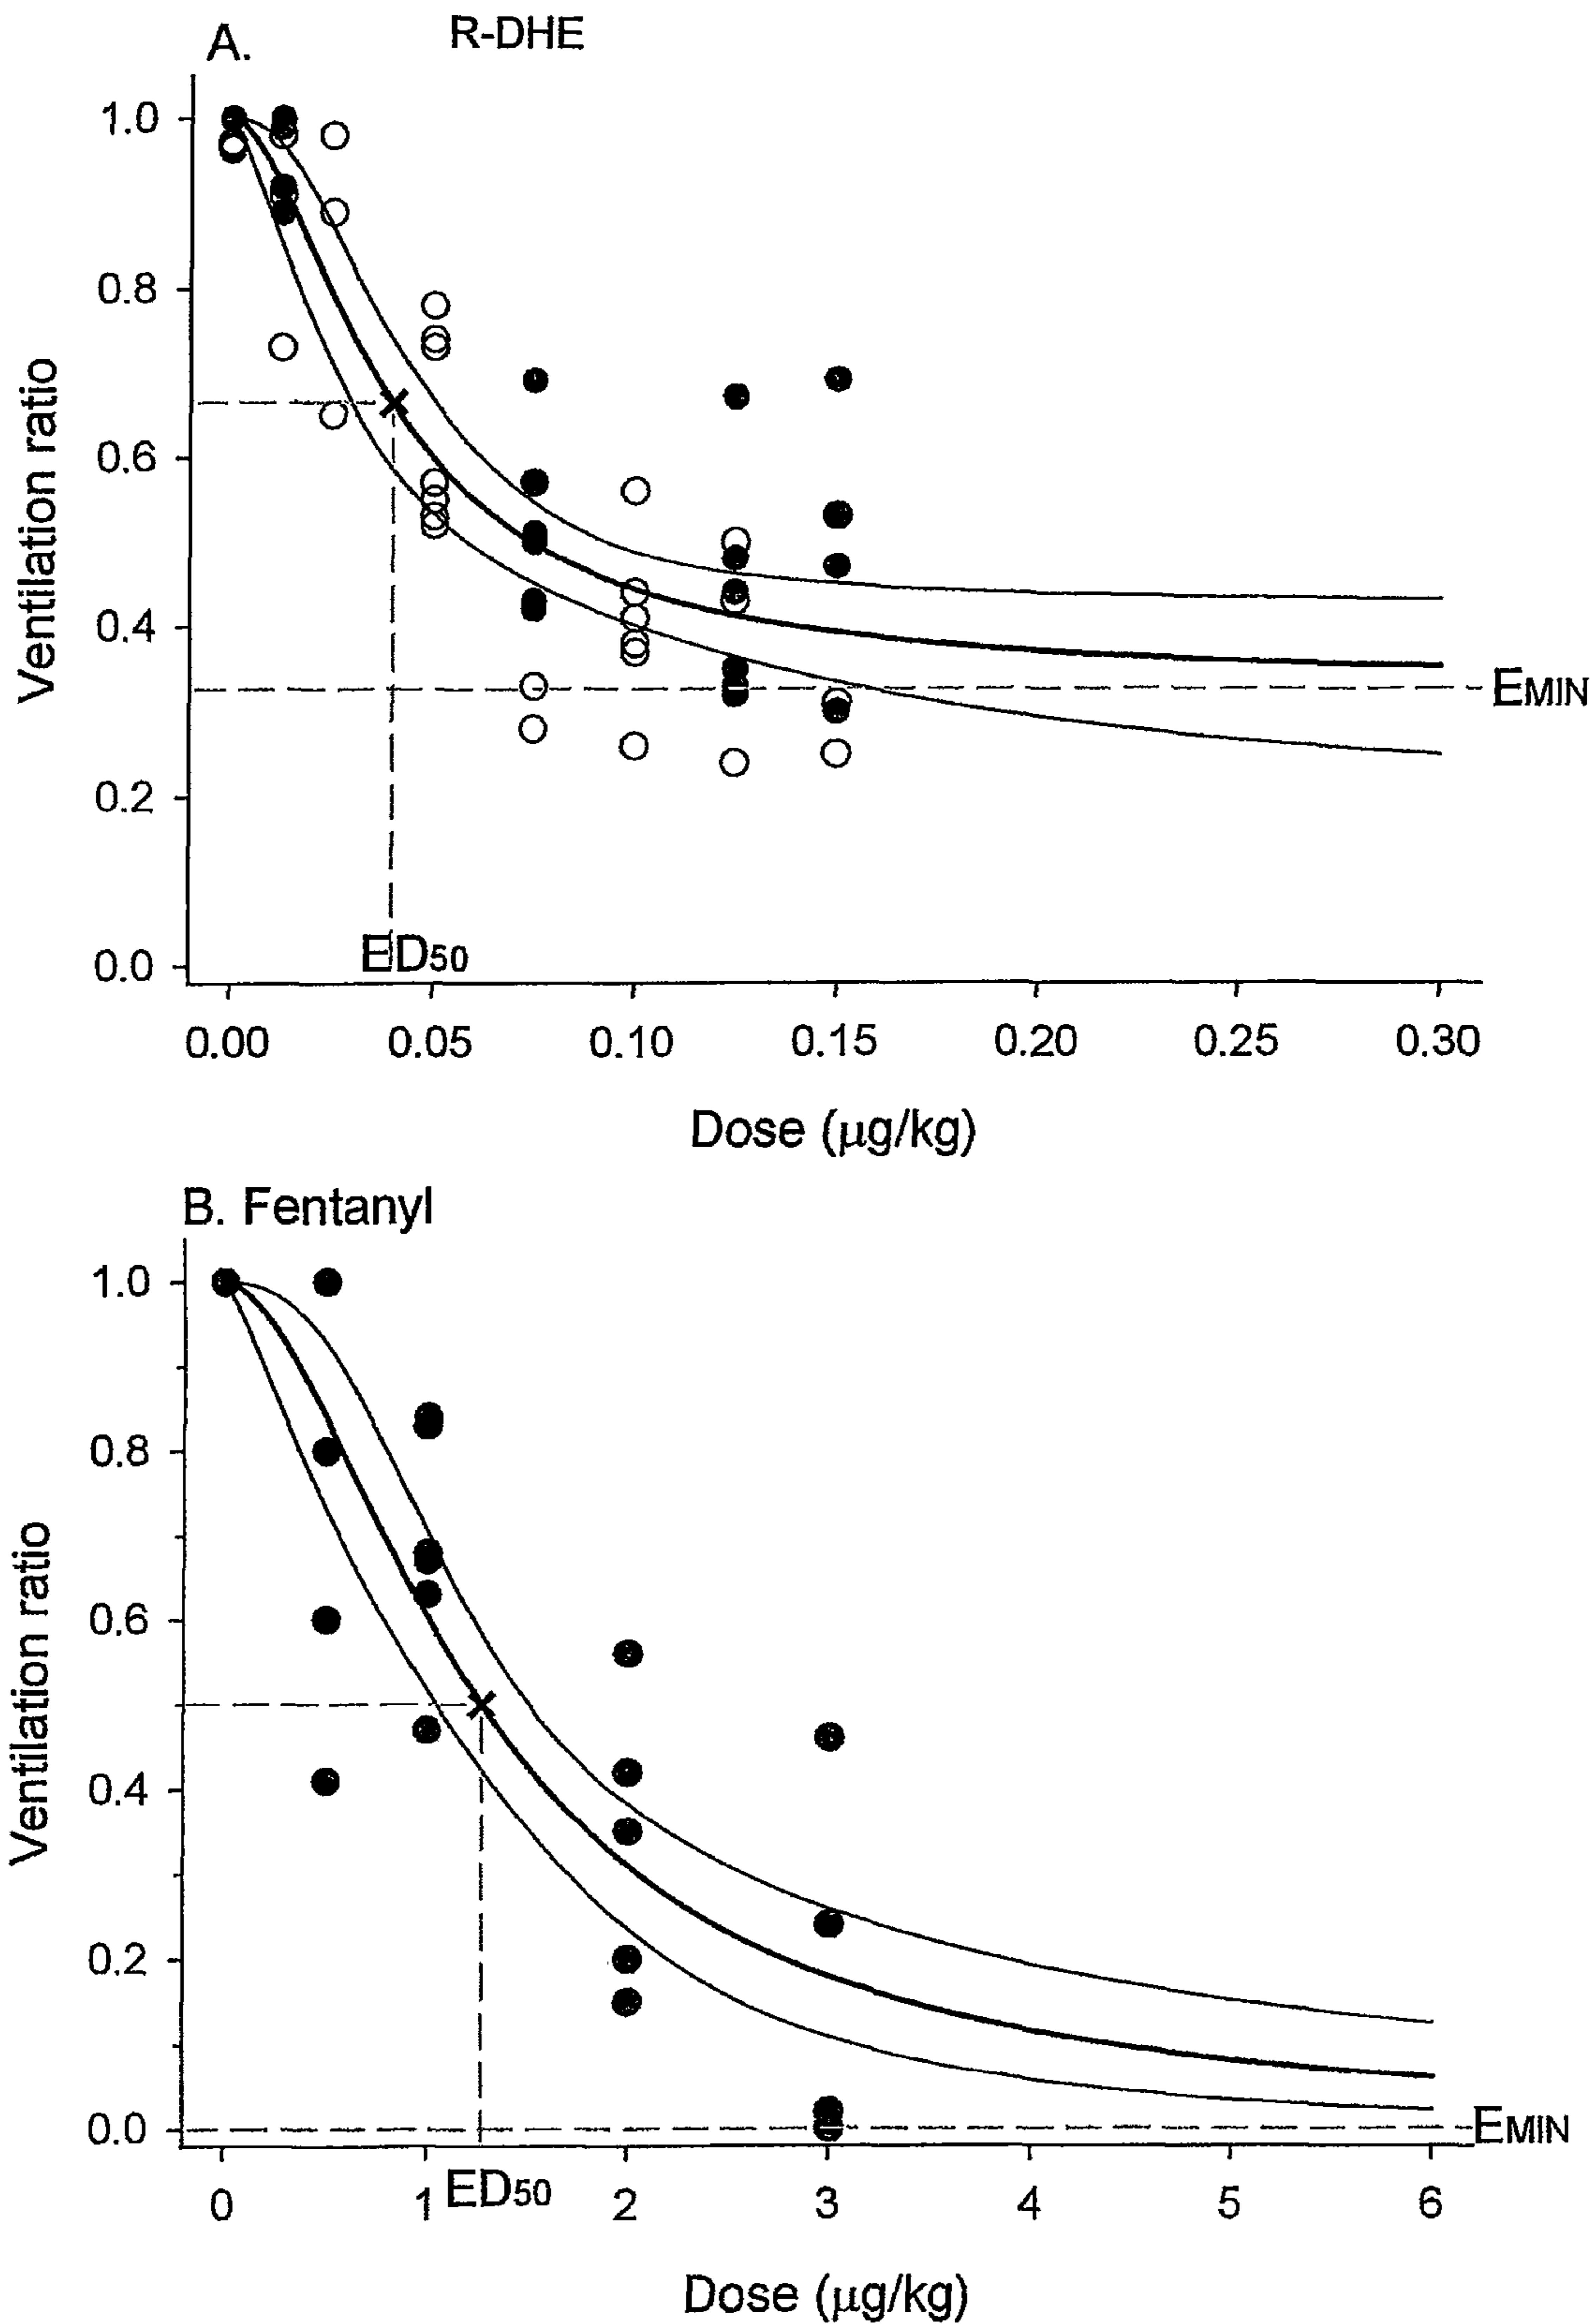 A. R-DHE
1.0
0.8
0.6
0.4
0.2
0.0
Ventilation ratio
EMIN
ED50
0.00 0.05 0.10 0.15 0.20 0.25 0.30
Dose (μg/kg)
B. Fentanyl
1.0
0.8
0.6
0.4
0.2
0.0
Ventilation ratio
EMIN
ED50
0 1 2 3 4 5 6
Dose (μg/kg)